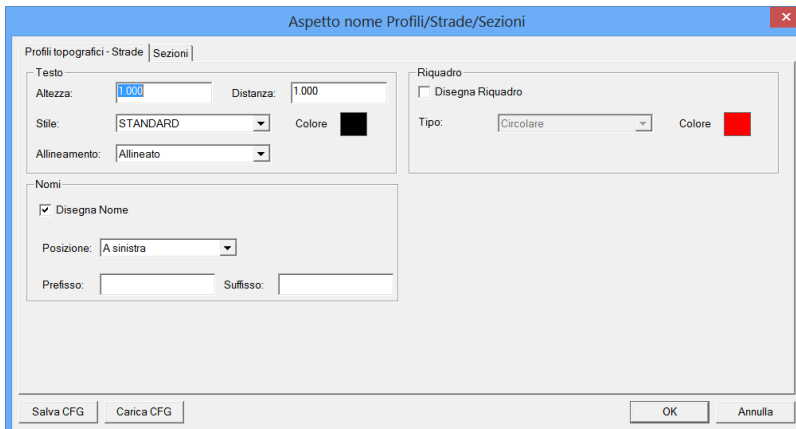 Aspetto nome Profili/Strade/Sezioni
Profili topografici - Strade
Sezioni
Testo
Altezza: 1.000 Distanza: 1.000
Stile: STANDARD Colore
Allineamento: Allineato
Riquadro
Disegna Riquadro
Tipo: Circolare Colore
Nomi
Disegna Nome
Posizione: A sinistra
Prefisso: Suffisso:
Salva CFG Carica CFG OK Annulla